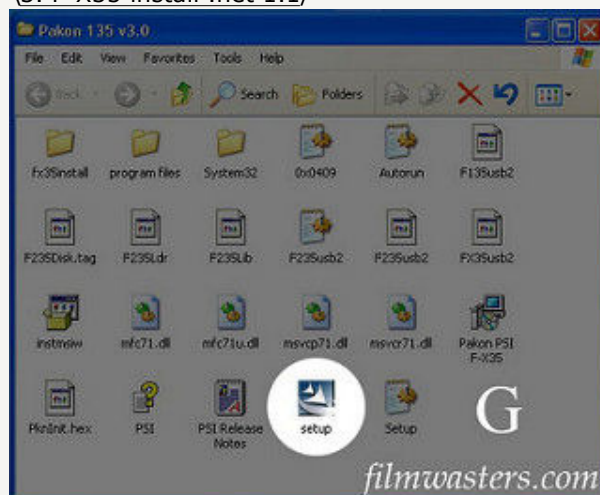 Pakon 135 v3.0
File Edit View Favorites Tools Help
Back Search Folders
fx35install program files System32 0x0409 Autorun F135usb2
F235Disk.tag F235Ldr F235Lib F235usb2 F235usb2 FX35usb2
instmsiw mfc71.dll mfc71u.dll msvcp71.dll msvcr71.dll Pakon PSI
F-X35
PknInit.hex PSI PSI Release setup Setup G
Notes
filmwasters.com